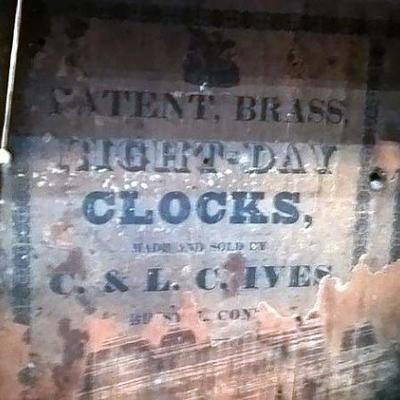 PATENT, BRASS,
EIGHT-DAY
CLOCKS,
MADE AND SOLD BY
C. & L. C. IVES